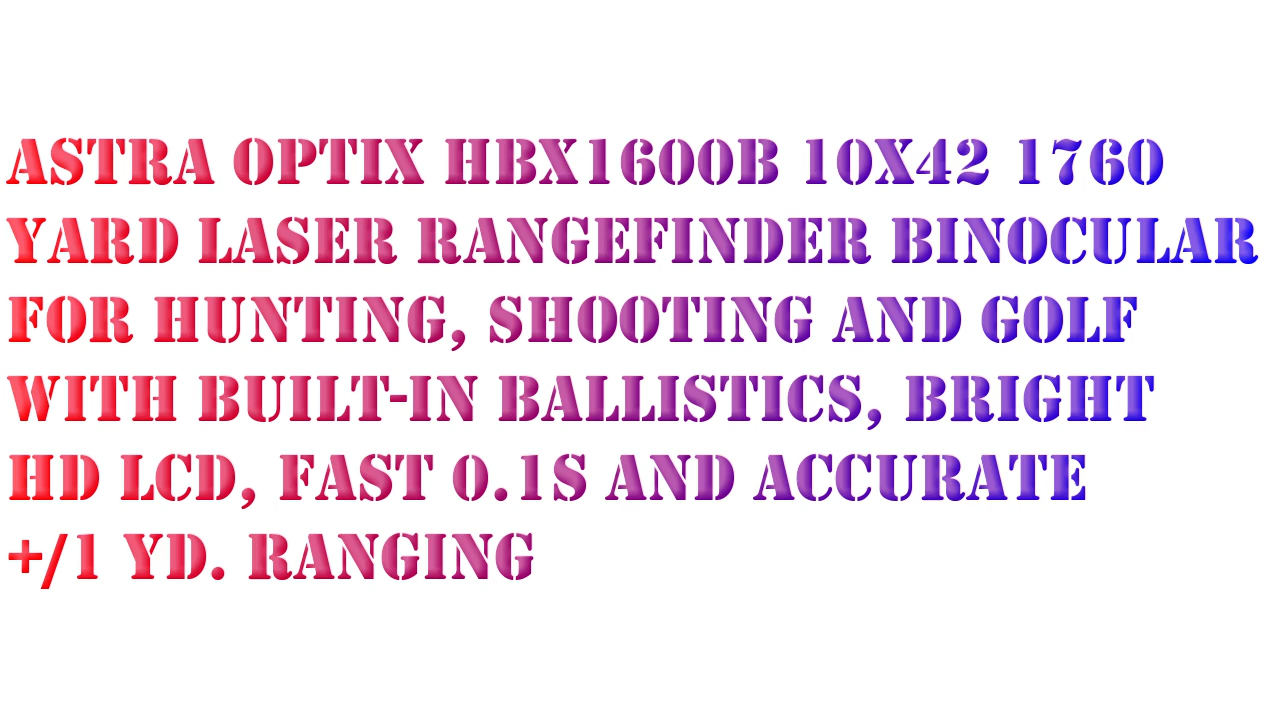 ASTRA OPTIX HBX1600B 10X42 1760
YARD LASER RANGEFINDER BINOCULAR
FOR HUNTING, SHOOTING AND GOLF
WITH BUILT-IN BALLISTICS, BRIGHT
HD LCD, FAST 0.1S AND ACCURATE
+/1 YD. RANGING